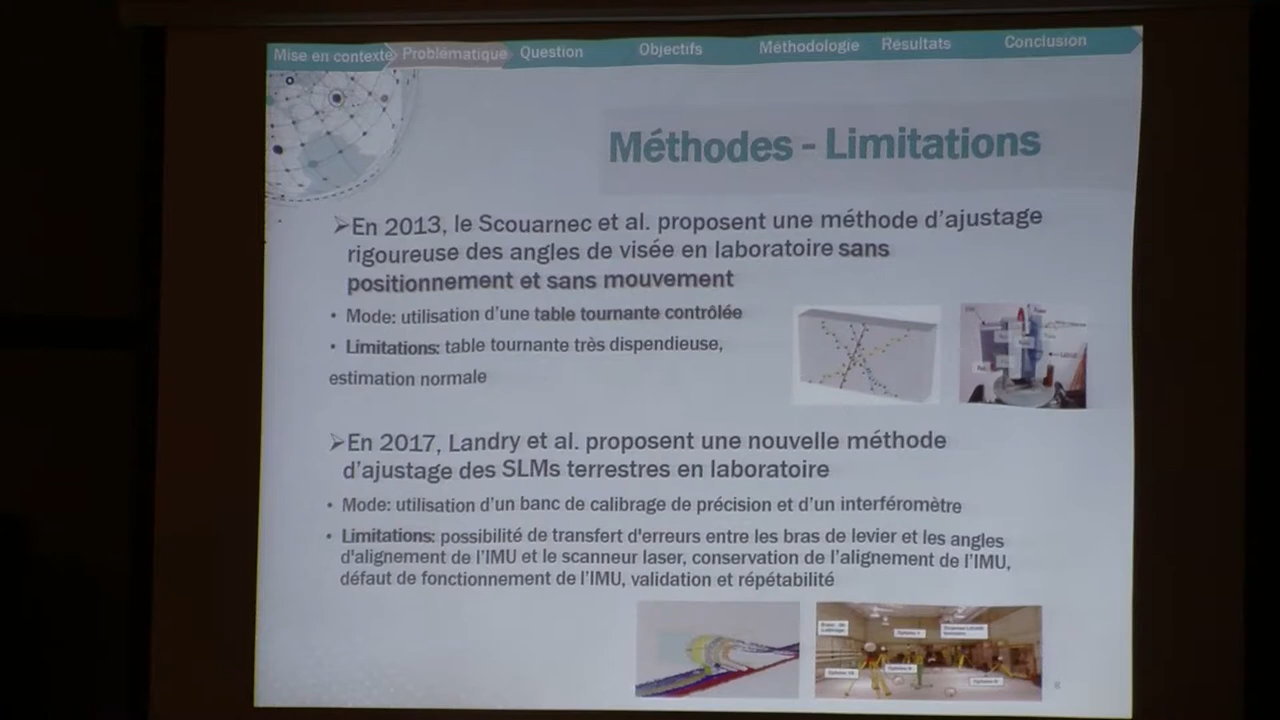 Mise en contexte Problématique Question Objectifs Méthodologie Résultats Conclusion
Méthodes - Limitations
➢En 2013, le Scouarnec et al. proposent une méthode d'ajustage
rigoureuse des angles de visée en laboratoire sans
positionnement et sans mouvement
• Mode: utilisation d'une table tournante contrôlée
• Limitations: table tournante très dispendieuse,
estimation normale
➢En 2017, Landry et al. proposent une nouvelle méthode
d'ajustage des SLMs terrestres en laboratoire
• Mode: utilisation d'un banc de calibrage de précision et d'un interféromètre
• Limitations: possibilité de transfert d'erreurs entre les bras de levier et les angles
d'alignement de l'IMU et le scanneur laser, conservation de l'alignement de l'IMU,
défaut de fonctionnement de l'IMU, validation et répétabilité